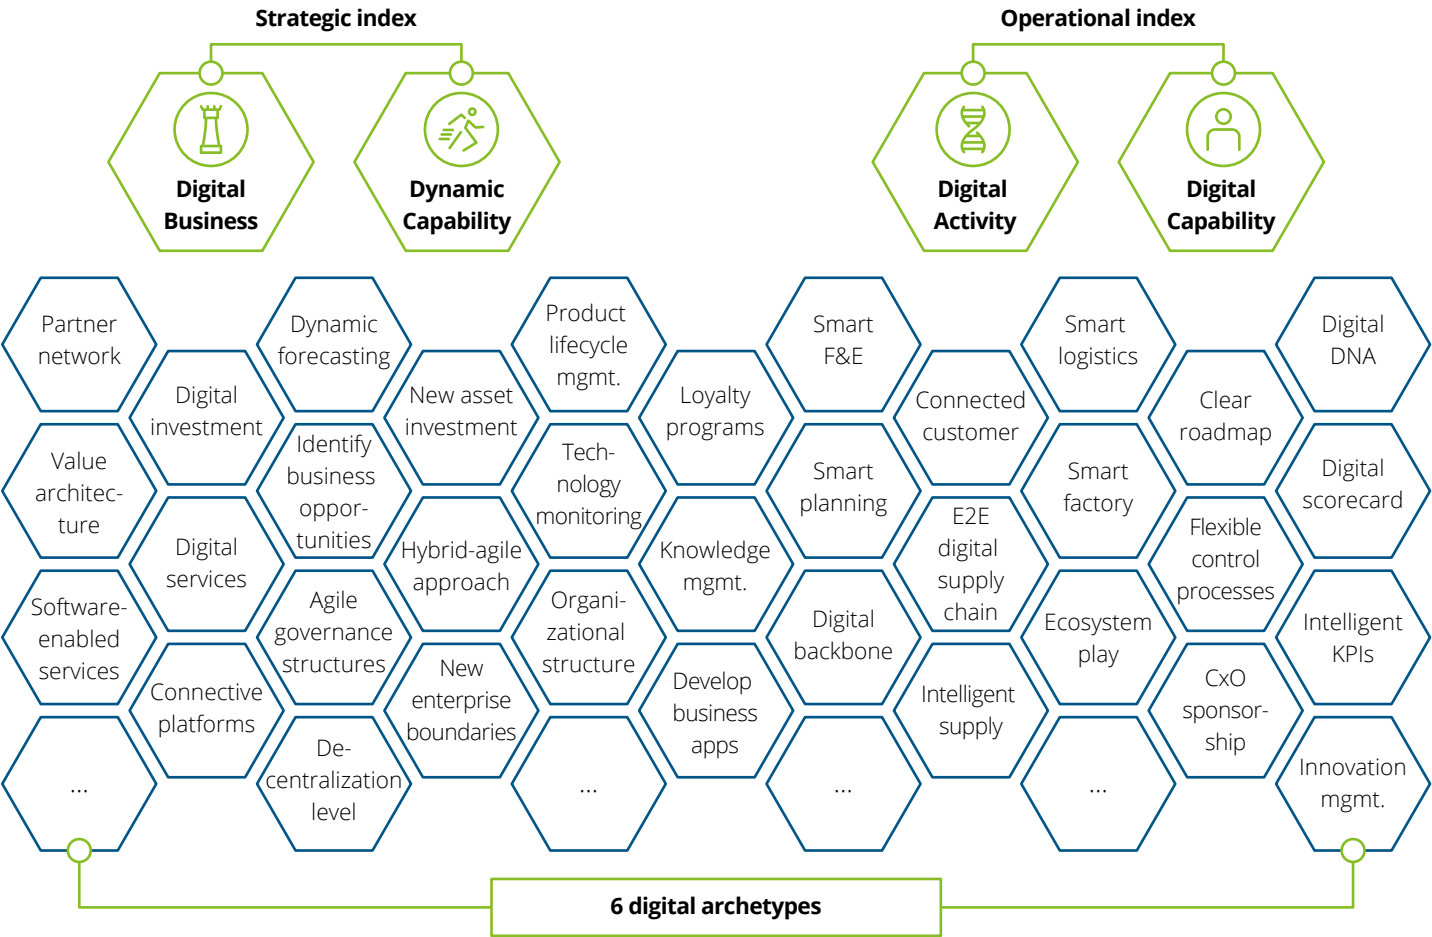 Strategic index
Operational index
Digital
Business
Dynamic
Capability
Digital
Activity
Digital
Capability
Partner
network
Value
architec-
ture
Software-
enabled
services
...
Digital
investment
Digital
services
Connective
platforms
Dynamic
forecasting
Identify
business
oppor-
tunities
Agile
governance
structures
De-
centralization
level
New asset
investment
Hybrid-agile
approach
New
enterprise
boundaries
Product
lifecycle
mgmt.
Tech-
nology
monitoring
Organi-
zational
structure
...
Loyalty
programs
Knowledge
mgmt.
Develop
business
apps
Smart
F&E
Smart
planning
Digital
backbone
...
Connected
customer
E2E
digital
supply
chain
Intelligent
supply
Smart
logistics
Smart
factory
Ecosystem
play
...
Clear
roadmap
Flexible
control
processes
CxO
sponsor-
ship
Digital
DNA
Digital
scorecard
Intelligent
KPIs
Innovation
mgmt.
6 digital archetypes